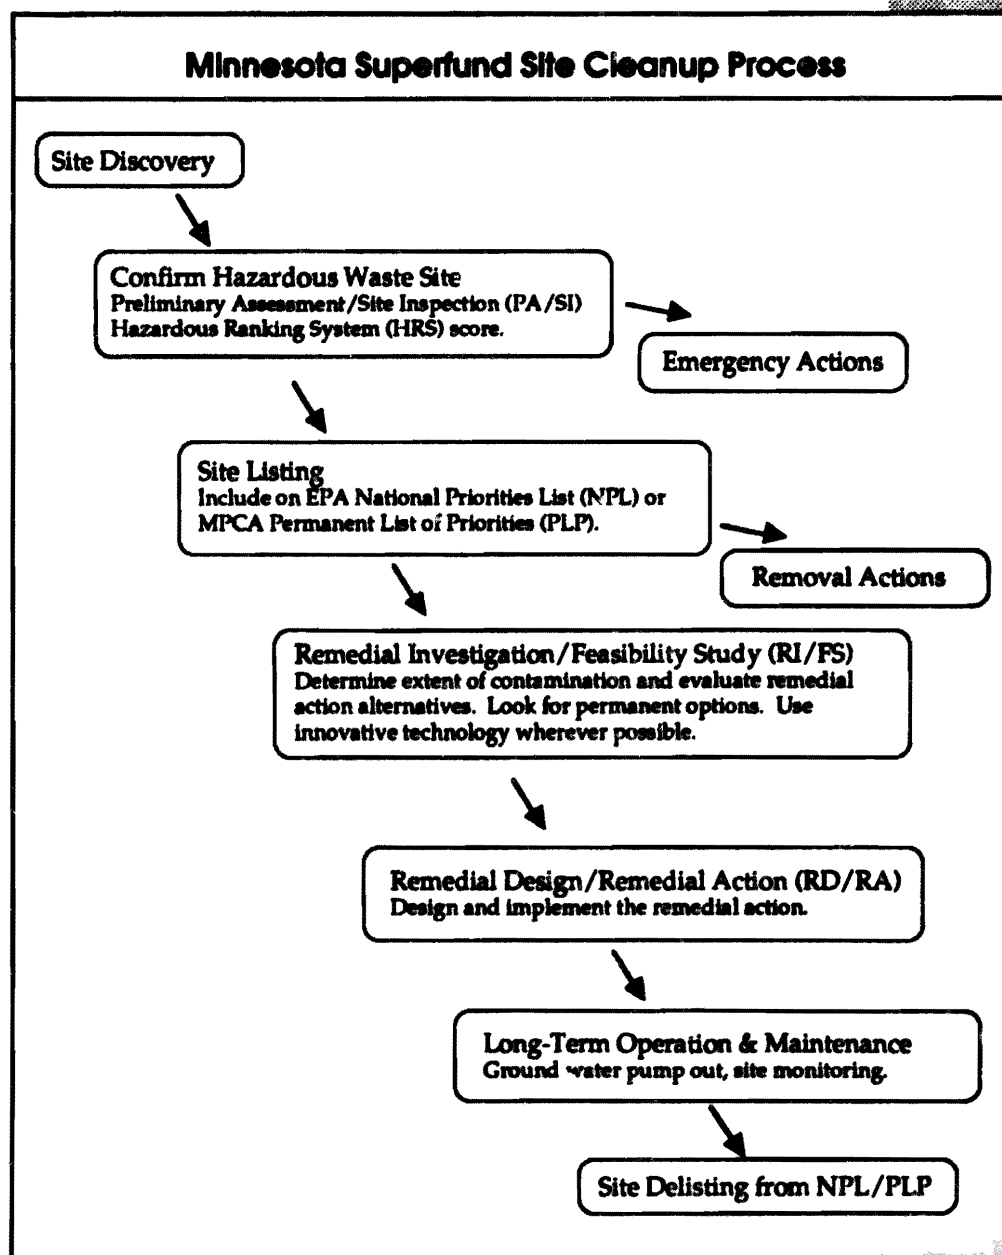 Minnesota Superfund Site Cleanup Process
Site Discovery
Confirm Hazardous Waste Site
Preliminary Assessment/Site Inspection (PA/SI)
Hazardous Ranking System (HRS) score.
Emergency Actions
Site Listing
Include on EPA National Priorities List (NPL) or
MPCA Permanent List of Priorities (PLP).
Removal Actions
Remedial Investigation/Feasibility Study (RI/FS)
Determine extent of contamination and evaluate remedial
action alternatives. Look for permanent options. Use
innovative technology wherever possible.
Remedial Design/Remedial Action (RD/RA)
Design and implement the remedial action.
Long-Term Operation & Maintenance
Ground water pump out, site monitoring.
Site Delisting from NPL/PLP